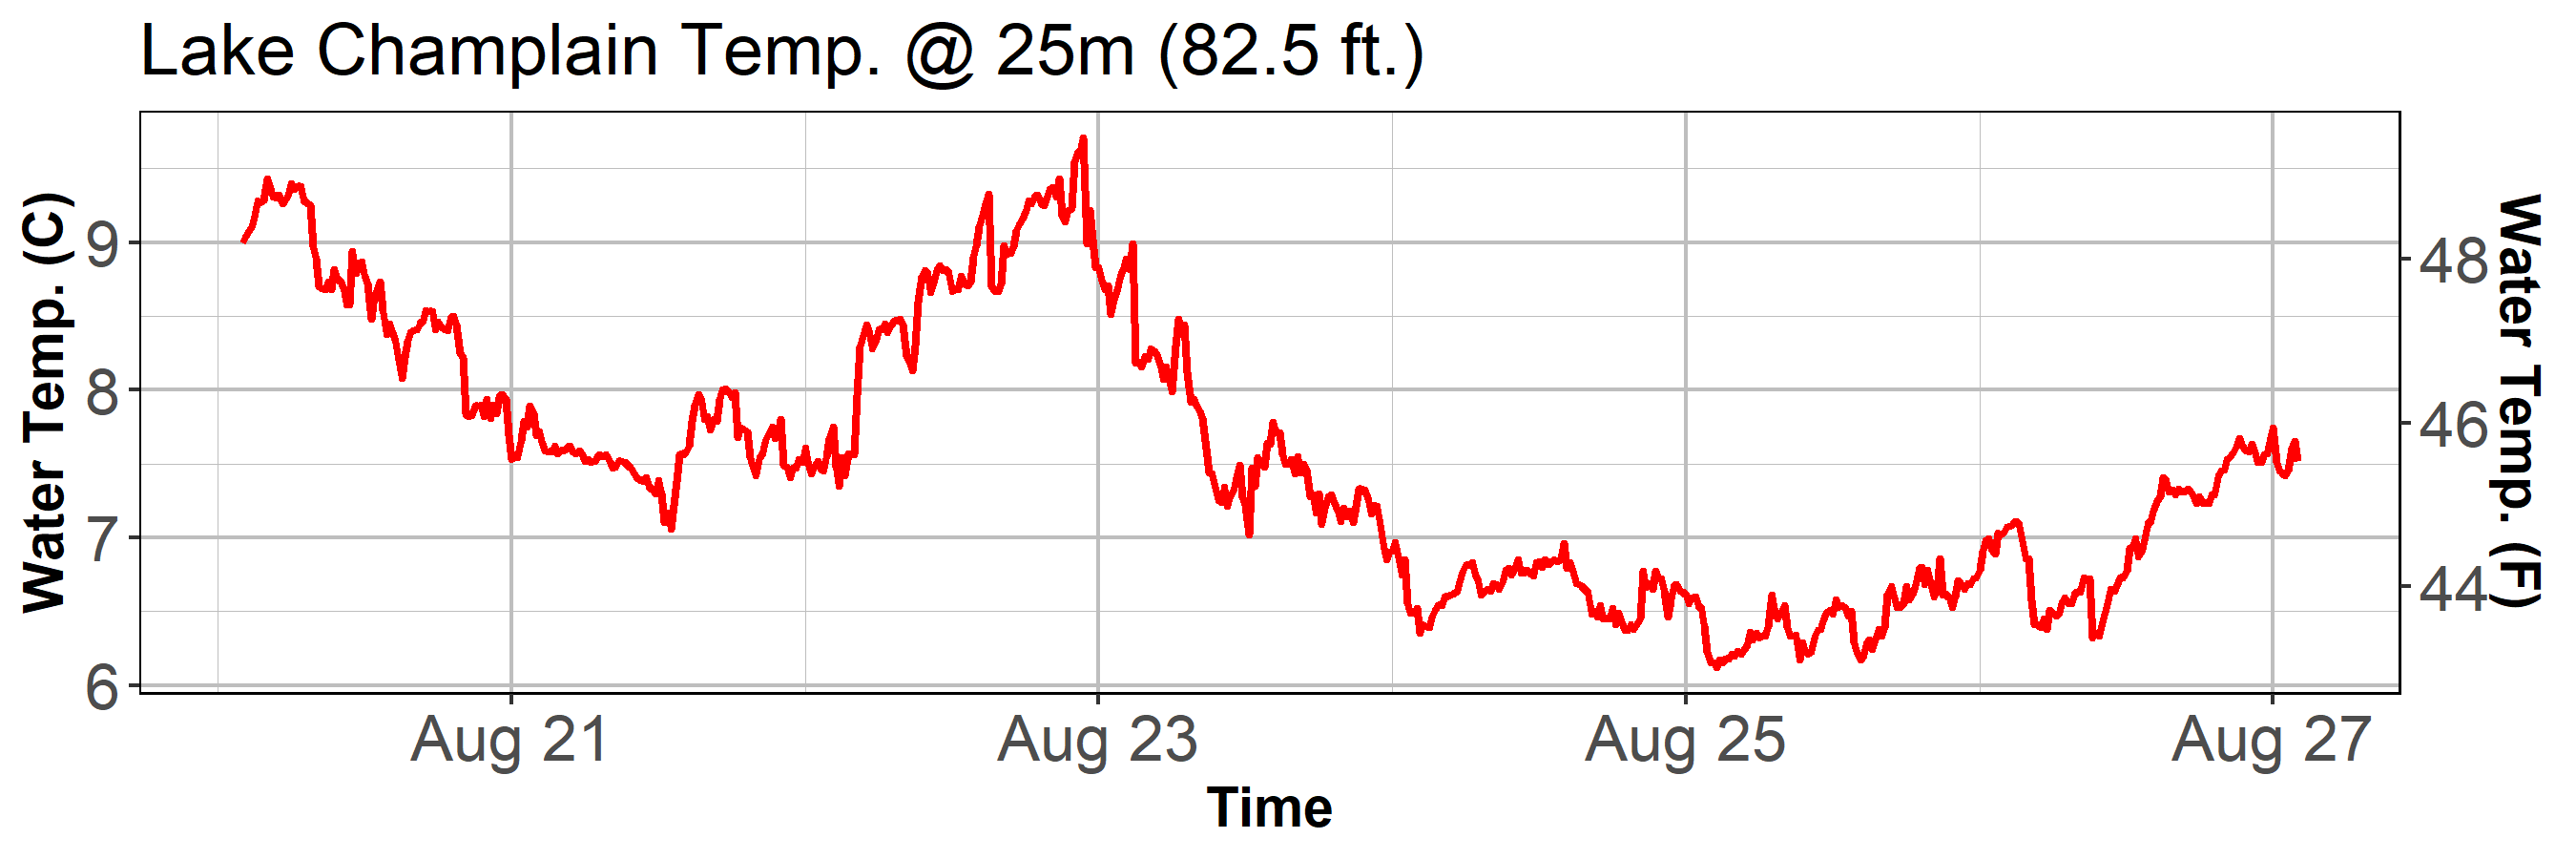 Lake Champlain Temp. @ 25m (82.5 ft.)
Water Temp. (C)
9
8
7
6
48
46
44
Water Temp. (F)
Aug 21
Aug 23
Aug 25
Aug 27
Time